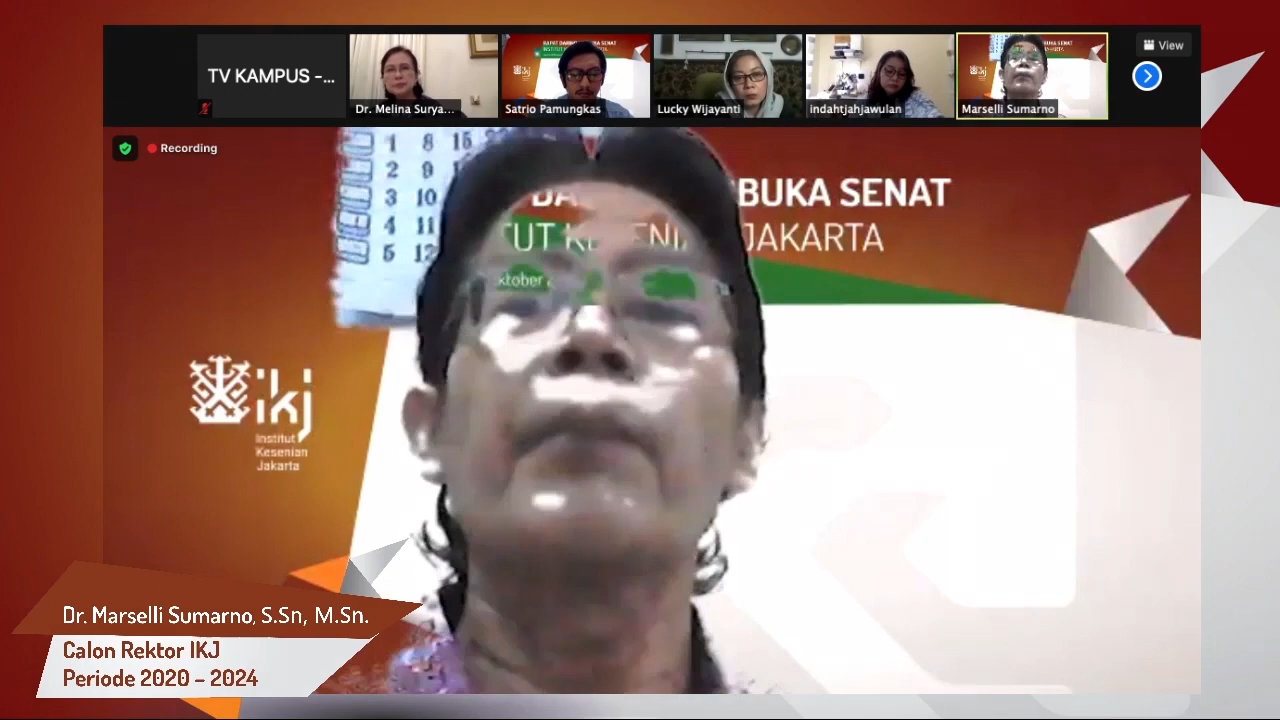 TV KAMPUS -...
Dr. Melina Surya...
Satrio Pamungkas
Lucky Wijayanti
indahtjahjawulan
Marselli Sumarno
View
Recording
1 8 15
2 9
3 10
4 11
5 12
BUKA SENAT
JAKARTA
ikj
Institut
Kesenian
Jakarta
Dr. Marselli Sumarno, S.Sn, M.Sn.
Calon Rektor IKJ
Periode 2020 – 2024